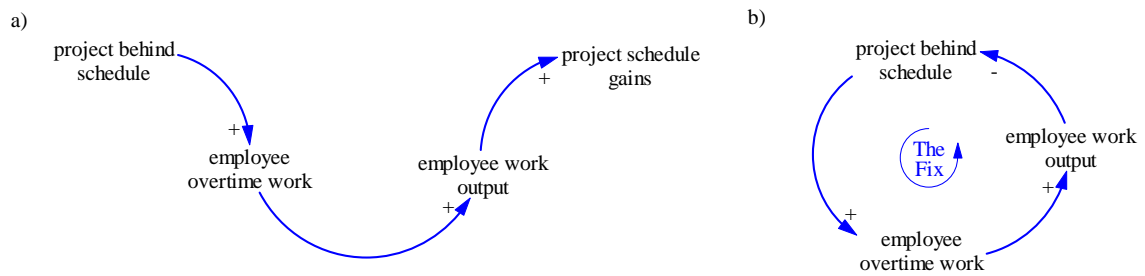 a)
project behind
schedule
+
employee
overtime work
+
employee work
output
+
project schedule
gains
b)
project behind
schedule
-
employee work
output
+
employee
overtime work
+
The
Fix